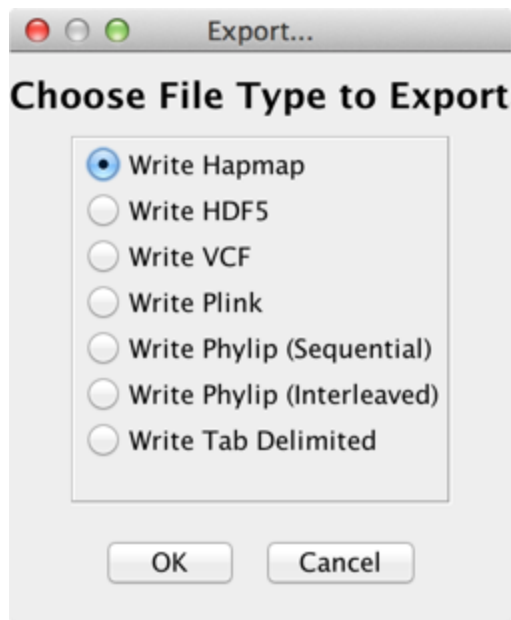 Export...
Choose File Type to Export
Write Hapmap
Write HDF5
Write VCF
Write Plink
Write Phylip (Sequential)
Write Phylip (Interleaved)
Write Tab Delimited
OK Cancel